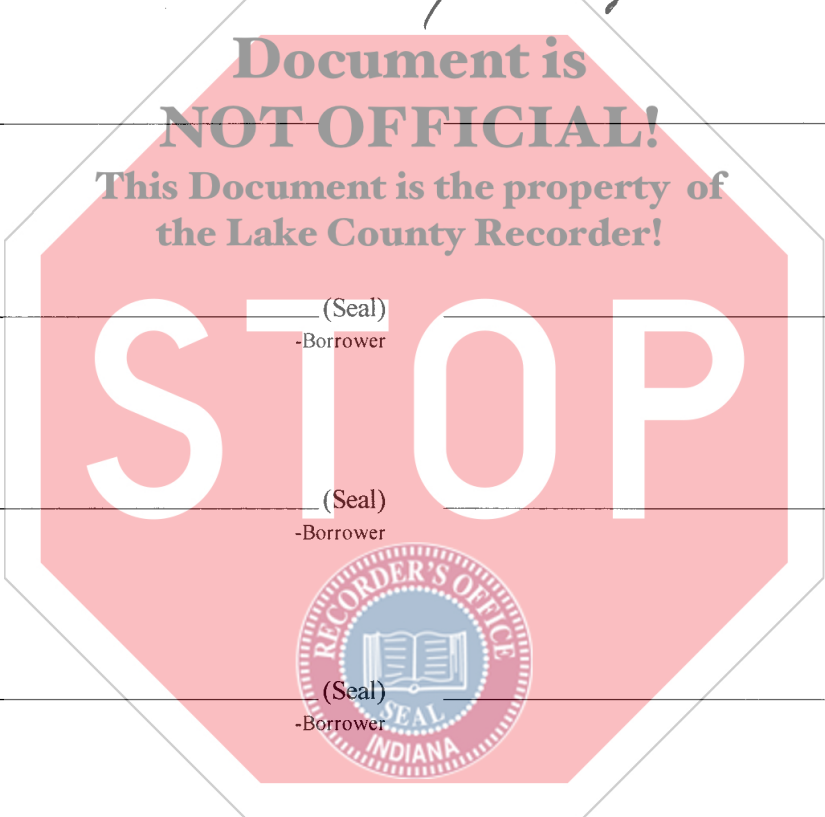 Document is
NOT OFFICIAL!
This Document is the property of
the Lake County Recorder!
(Seal)
-Borrower
STOP
(Seal)
-Borrower
RECORDER'S OFFICE
(Seal)
SEAL
-Borrower
INDIANA